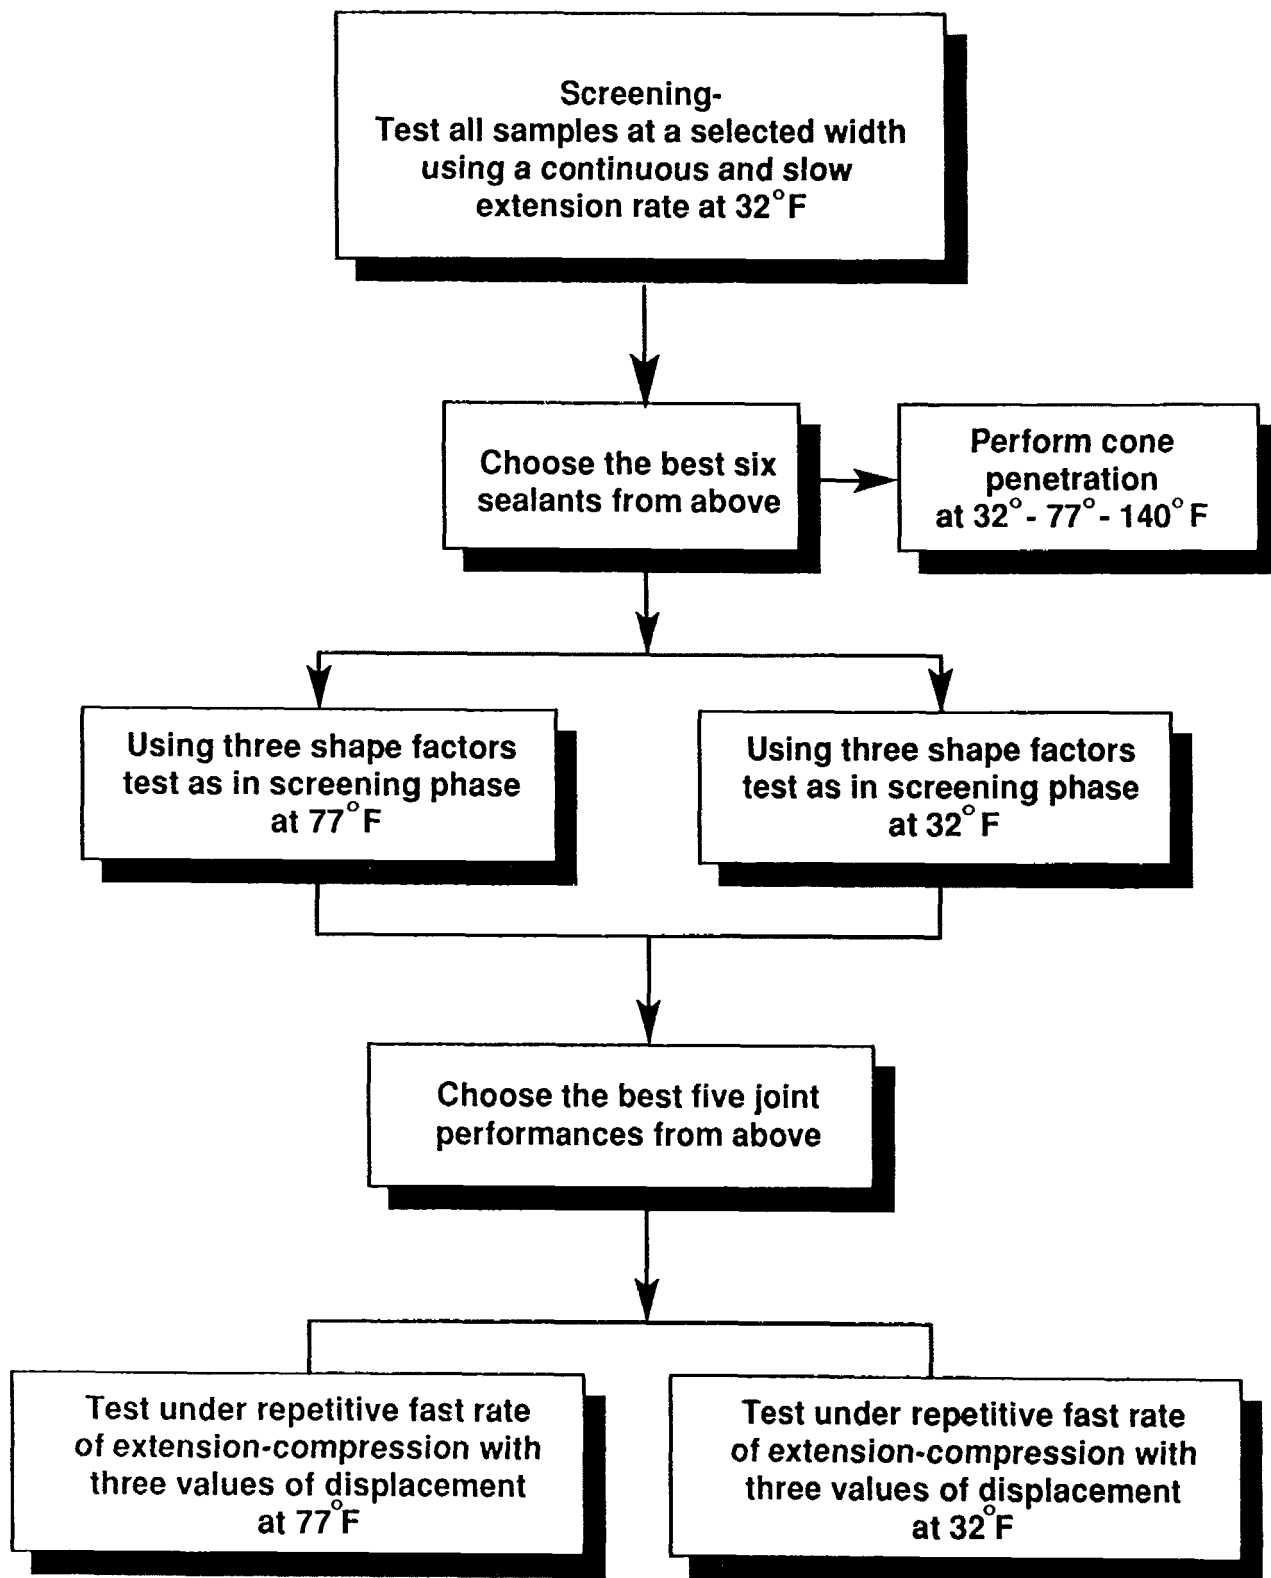 Screening-
Test all samples at a selected width
using a continuous and slow
extension rate at 32°F
Choose the best six
sealants from above
Perform cone
penetration
at 32°- 77°- 140°F
Using three shape factors
test as in screening phase
at 77°F
Using three shape factors
test as in screening phase
at 32°F
Choose the best five joint
performances from above
Test under repetitive fast rate
of extension-compression with
three values of displacement
at 77°F
Test under repetitive fast rate
of extension-compression with
three values of displacement
at 32°F